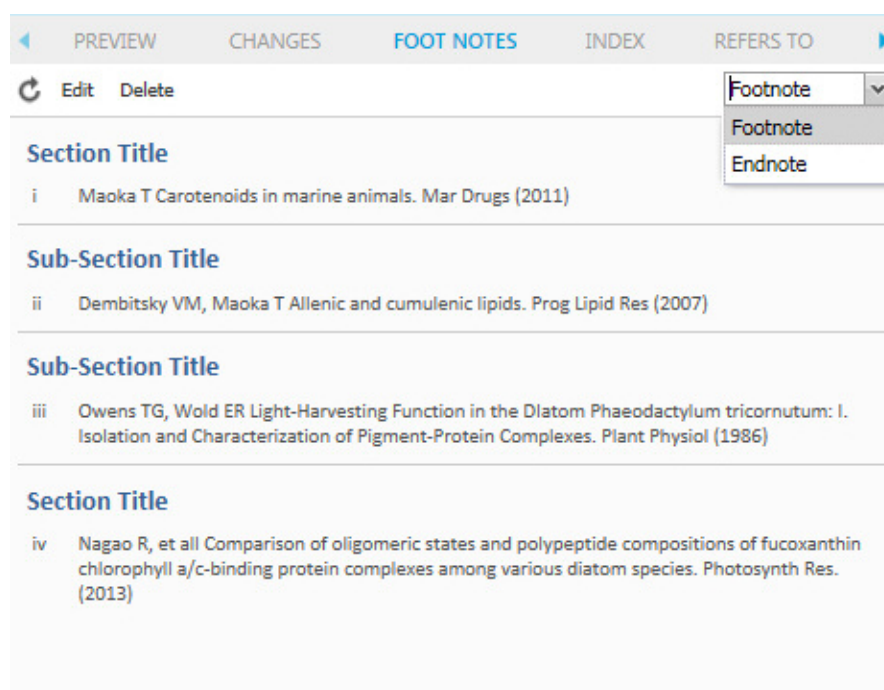 PREVIEW CHANGES FOOT NOTES INDEX REFERS TO
Edit Delete Footnote
Footnote
Endnote
Section Title
i Maoka T Carotenoids in marine animals. Mar Drugs (2011)
Sub-Section Title
ii Dembitsky VM, Maoka T Allenic and cumulenic lipids. Prog Lipid Res (2007)
Sub-Section Title
iii Owens TG, Wold ER Light-Harvesting Function in the DIatom Phaeodactylum tricornutum: I.
Isolation and Characterization of Pigment-Protein Complexes. Plant Physiol (1986)
Section Title
iv Nagao R, et all Comparison of oligomeric states and polypeptide compositions of fucoxanthin
chlorophyll a/c-binding protein complexes among various diatom species. Photosynth Res.
(2013)